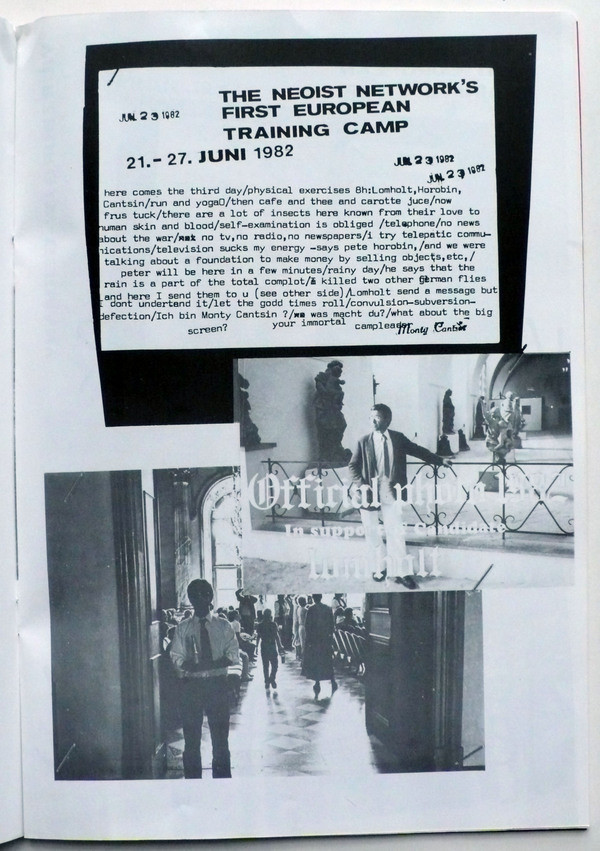 THE NEOIST NETWORK'S
FIRST EUROPEAN
TRAINING CAMP
JUN 23 1982
21.- 27. JUNI 1982
JUN 23 1982
JUN 23 1982
here comes the third day/physical exercises 8h:Lomholt,Horobin,
Cantsin/run and yoga/then cafe and thee and carotte juce/now
frus tuck/there are a lot of insects here known from their love to
human skin and blood/self-examination is obliged /telephone/no news
about the war/ no tv,no radio,no newspapers/i try telepatic commu-
nications/television sucks my energy -says pete horobin,/and we were
talking about a foundation to make money by selling objects,etc,/
peter will be here in a few minutes/rainy day/he says that the
rain is a part of the total complot/ killed two other German flies
and here I send them to u (see other side)/Lomholt send a message but
I dont understand it/let the godd times roll/convulsion-subversion-
defection/Ich bin Monty Cantsin ?/ was macht du?/what about the big
screen? your immortal campleader Monty Cantsin
Official photo
In support of Candidate
Lomholt